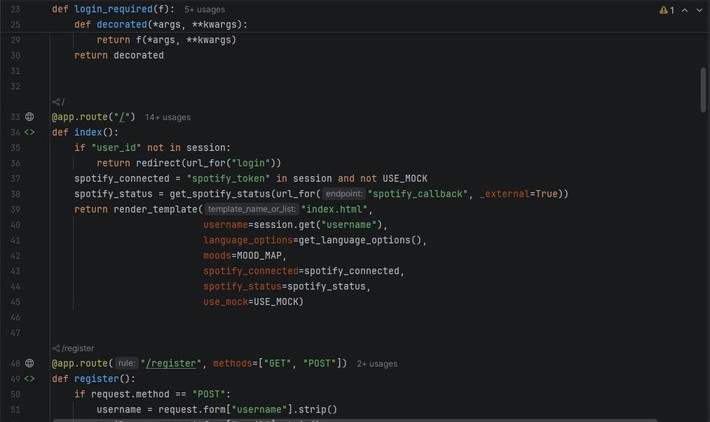 23 def login_required(f): 5+ usages
1
25 def decorated(*args, **kwargs):
29 return f(*args, **kwargs)
30 return decorated
31
32
/
33 @app.route("/") 14+ usages
34 <> def index():
35 if "user_id" not in session:
36 return redirect(url_for("login"))
37 spotify_connected = "spotify_token" in session and not USE_MOCK
38 spotify_status = get_spotify_status(url_for( endpoint: "spotify_callback", _external=True))
39 return render_template( template_name_or_list: "index.html",
40 username=session.get("username"),
41 language_options=get_language_options(),
42 moods=MOOD_MAP,
43 spotify_connected=spotify_connected,
44 spotify_status=spotify_status,
45 use_mock=USE_MOCK)
46
47
/register
48 @app.route( rule: "/register", methods=["GET", "POST"]) 2+ usages
49 <> def register():
50 if request.method == "POST":
51 username = request.form["username"].strip()